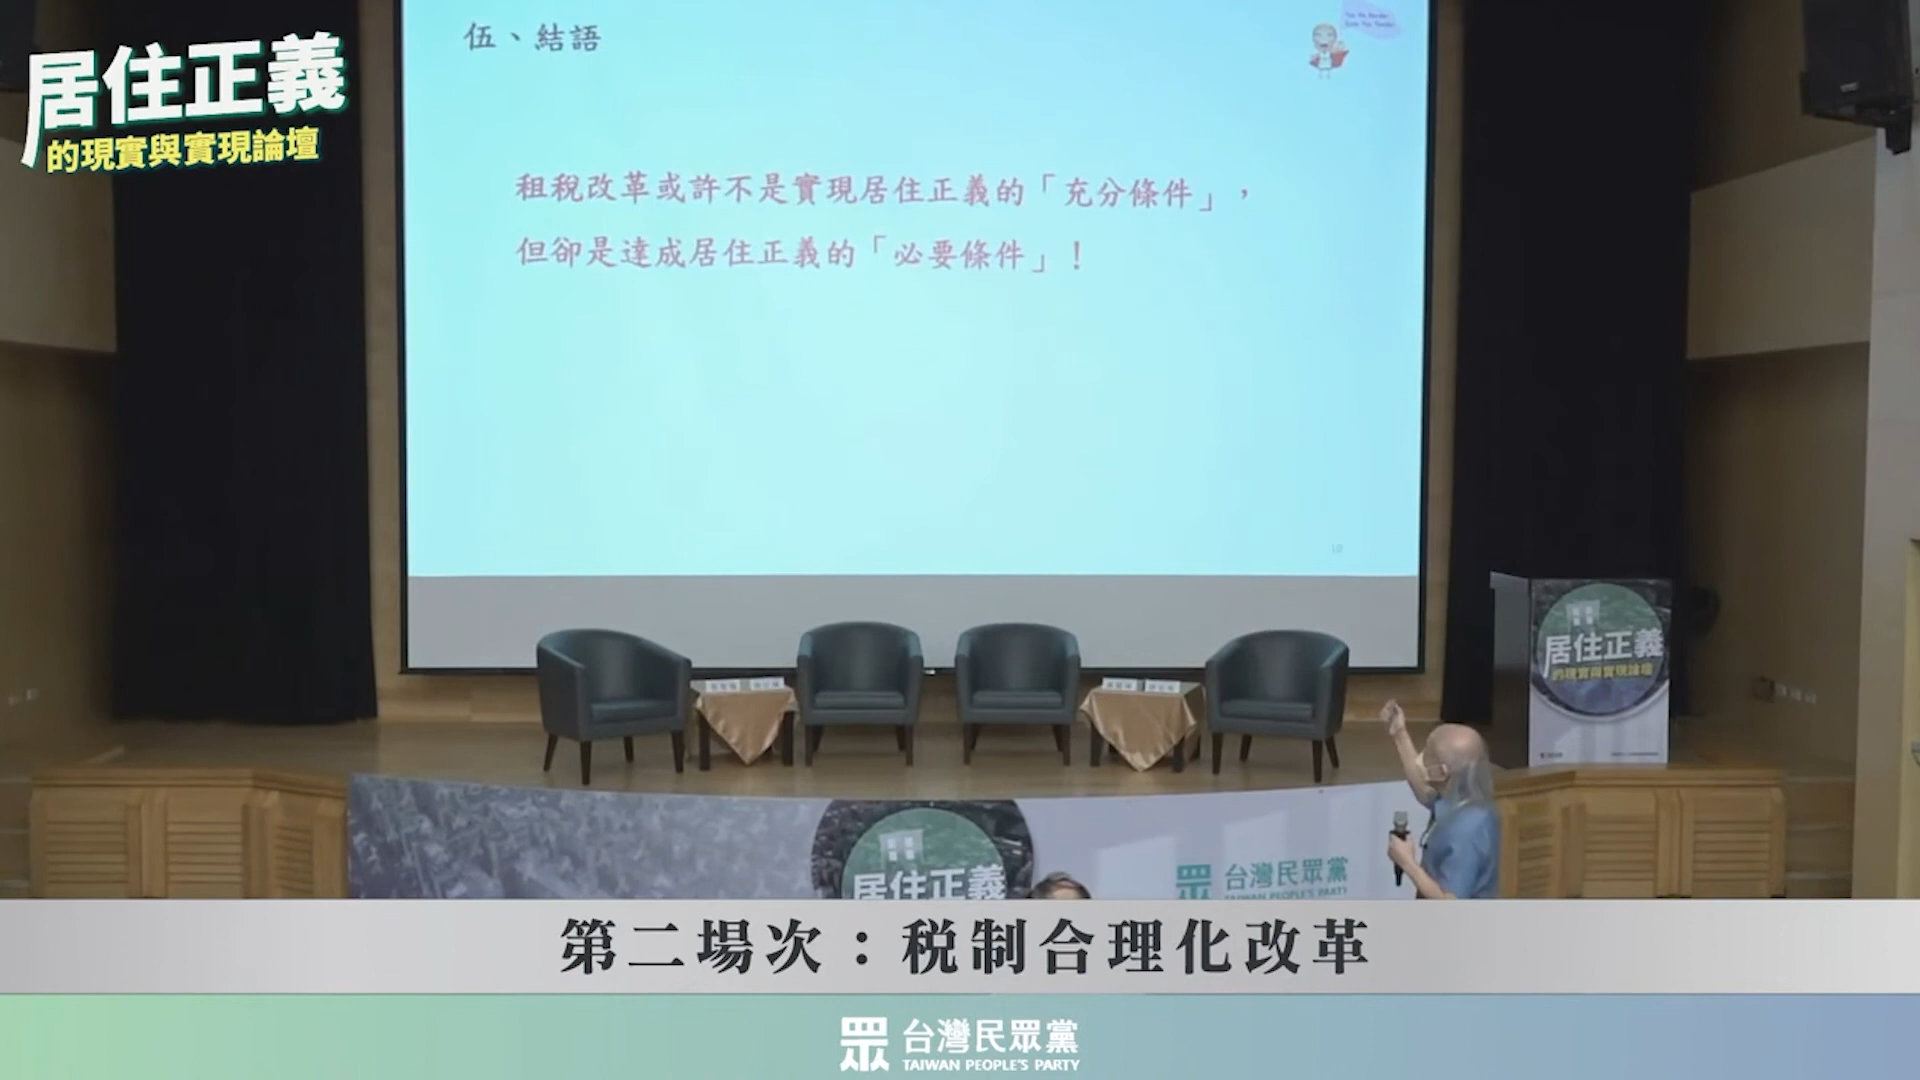 居住正義
的現實與實現論壇
伍、結語
租稅改革或許不是實現居住正義的「充分條件」，
但卻是達成居住正義的「必要條件」！
居住正義
的現實與實現論壇
居住正義
台灣民眾黨
TAIWAN PEOPLE'S PARTY
第二場次：税制合理化改革
台灣民眾黨
TAIWAN PEOPLE'S PARTY